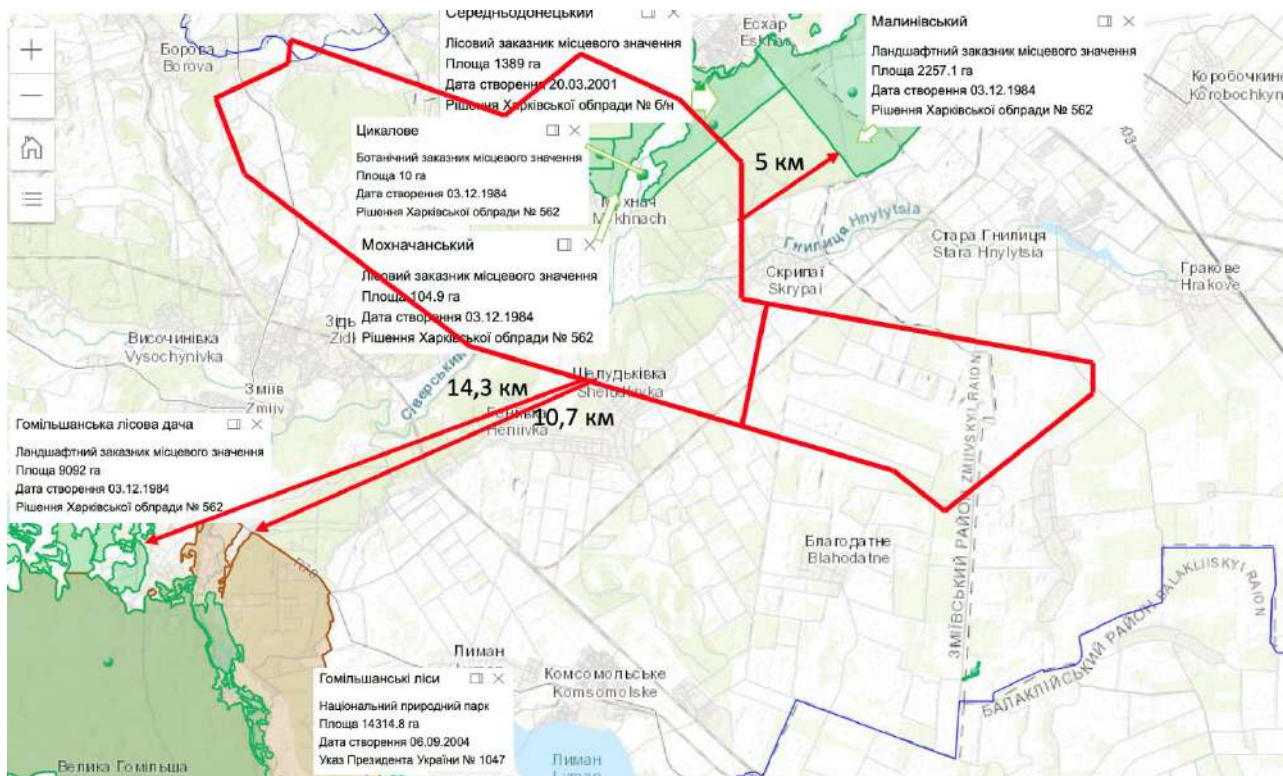 Середньодонецький
Лісовий заказник місцевого значення
Площа 1389 га
Дата створення 20.03.2001
Рішення Харківської облради № б/н
Есхар
Малинівський
Ландшафтний заказник місцевого значення
Площа 2257.1 га
Дата створення 03.12.1984
Рішення Харківської облради № 562
Борова
Borova
Коробочкине
Korobochkyn
Цикалове
Ботанічний заказник місцевого значення
Площа 10 га
Дата створення 03.12.1984
Рішення Харківської облради № 562
5 км
Мохначанський
Лісовий заказник місцевого значення
Площа 104.9 га
Дата створення 03.12.1984
Рішення Харківської облради № 562
Гнилиця Hnylytsia
Стара Гнилиця
Stara Hnylytsia
Скрипаї
Skrypai
Гракове
Hrakove
Височинівка
Vysochynivka
Зміїв
Zmiiv
Сіверський
Шелудьківка
Sheludkivka
14,3 км
10,7 км
Гомільшанська лісова дача
Ландшафтний заказник місцевого значення
Площа 9092 га
Дата створення 03.12.1984
Рішення Харківської облради № 562
Благодатне
Blahodatne
ЗМІЇВСЬКИЙ РАЙОН ZMIIVSKYI RAION
БАЛАКЛІЙСЬКИЙ РАЙОН BALAKLIISKYI RAION
Лиман
Комсомольське
Komsomolske
Гомільшанські ліси
Національний природний парк
Площа 14314.8 га
Дата створення 06.09.2004
Указ Президента України № 1047
Лиман
Велика Гомільша